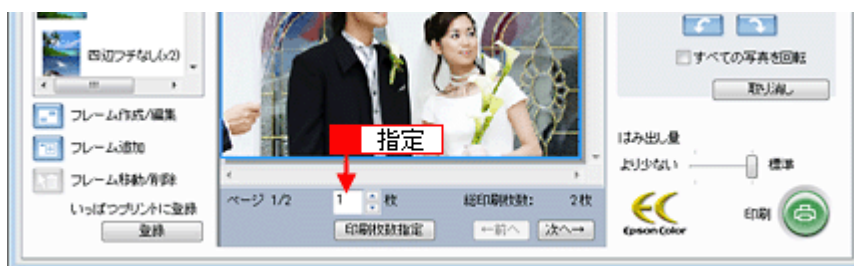 四辺フチなし(x2)
フレーム作成/編集
フレーム追加
フレーム移動/削除
いっぱつプリントに登録
登録
指定
ページ 1/2
1
枚
総印刷枚数:
2枚
印刷枚数指定
←前へ
次へ→
すべての写真を回転
取り消し
はみ出し量
より少ない
標準
Epson Color
印刷